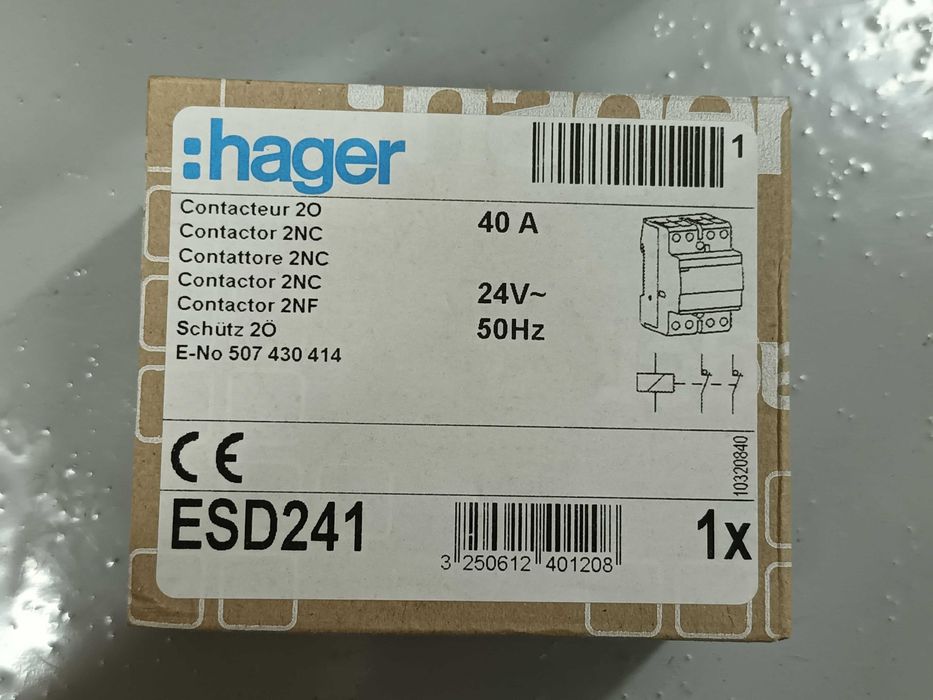 :hager
:hager
1
Contacteur 2O
Contactor 2NC
Contattore 2NC
Contactor 2NC
Contactor 2NF
Schütz 2Ö
E-No 507 430 414
40 A
24V~
50Hz
10320840
CE
ESD241
3 250612 401208
1x